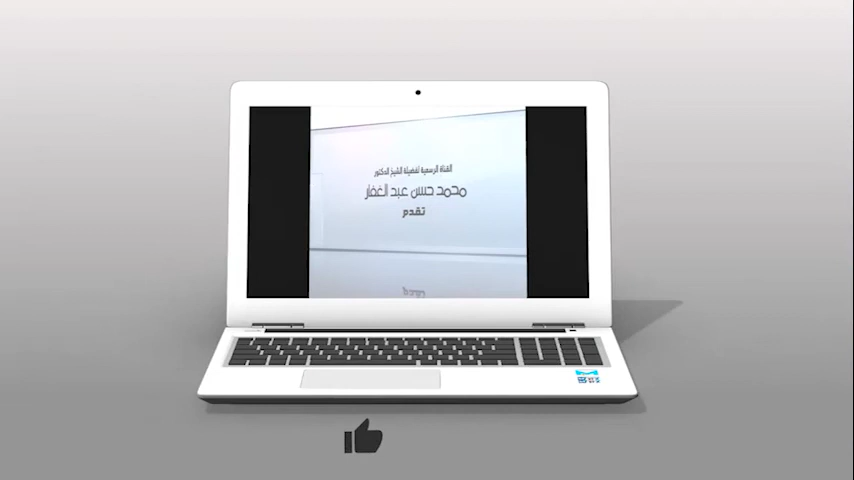 القناة الرسمية لفضيلة الشيخ الدكتور
محمد حسن عبد الغفار
تقدم